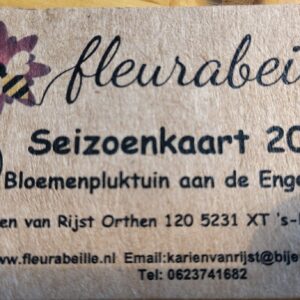 fleurabei
Seizoenkaart 20
Bloemenpluktuin aan de Enge
en van Rijst Orthen 120 5231 XT 's-
www.fleurabeille.nl Email:karienvanrijst@bije
Tel: 0623741682